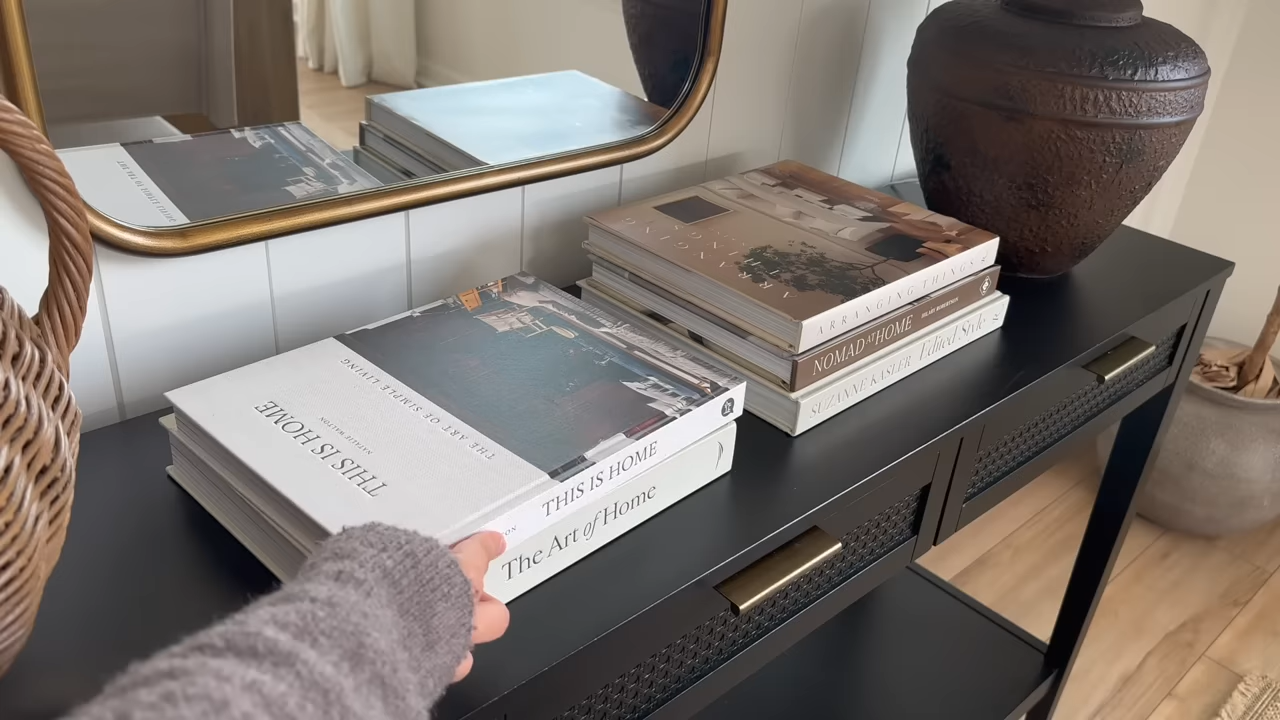 THIS IS HOME
NATALIE WALTON
THE ART OF SIMPLE LIVING
THIS IS HOME
The Art of Home
ARRANGING
THINGS
ARRANGING THINGS
NOMAD AT HOME HILARY ROBERTSON
SUZANNE KASLER Edited Style